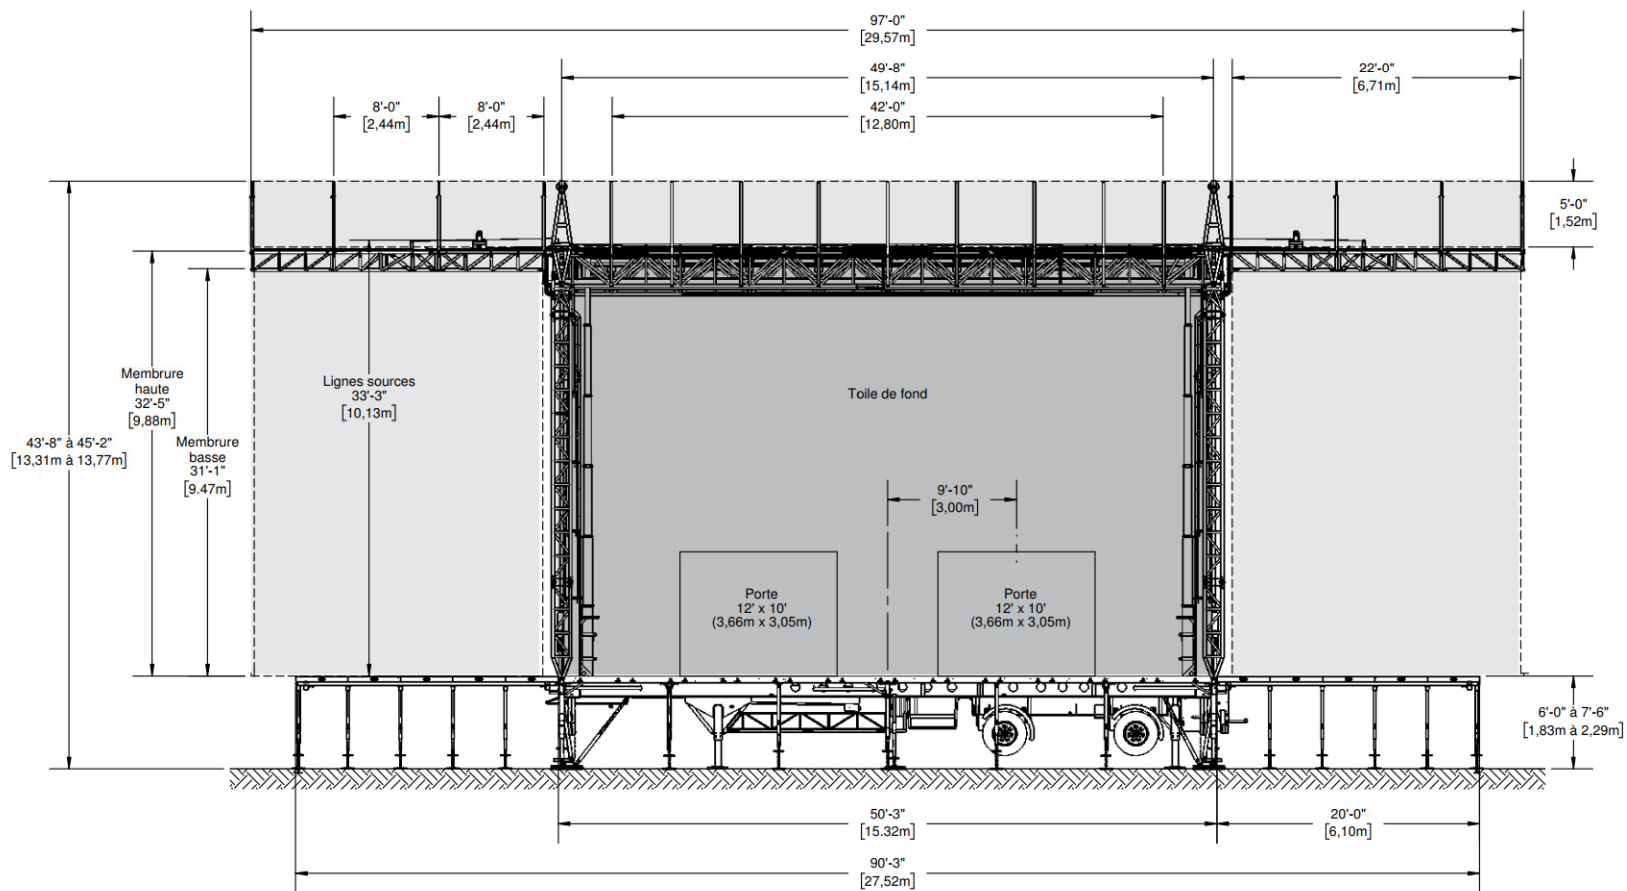 97'-0"
[29,57m]
49'-8"
[15,14m]
22'-0"
[6,71m]
8'-0"
[2,44m]
8'-0"
[2,44m]
42'-0"
[12,80m]
5'-0"
[1,52m]
Membrure
haute
32'-5"
[9,88m]
Lignes sources
33'-3"
[10,13m]
Toile de fond
43'-8" à 45'-2"
[13,31m à 13,77m]
Membrure
basse
31'-1"
[9.47m]
9'-10"
[3,00m]
Porte
12' x 10'
(3,66m x 3,05m)
Porte
12' x 10'
(3,66m x 3,05m)
6'-0" à 7'-6"
[1,83m à 2,29m]
50'-3"
[15.32m]
20'-0"
[6,10m]
90'-3"
[27,52m]